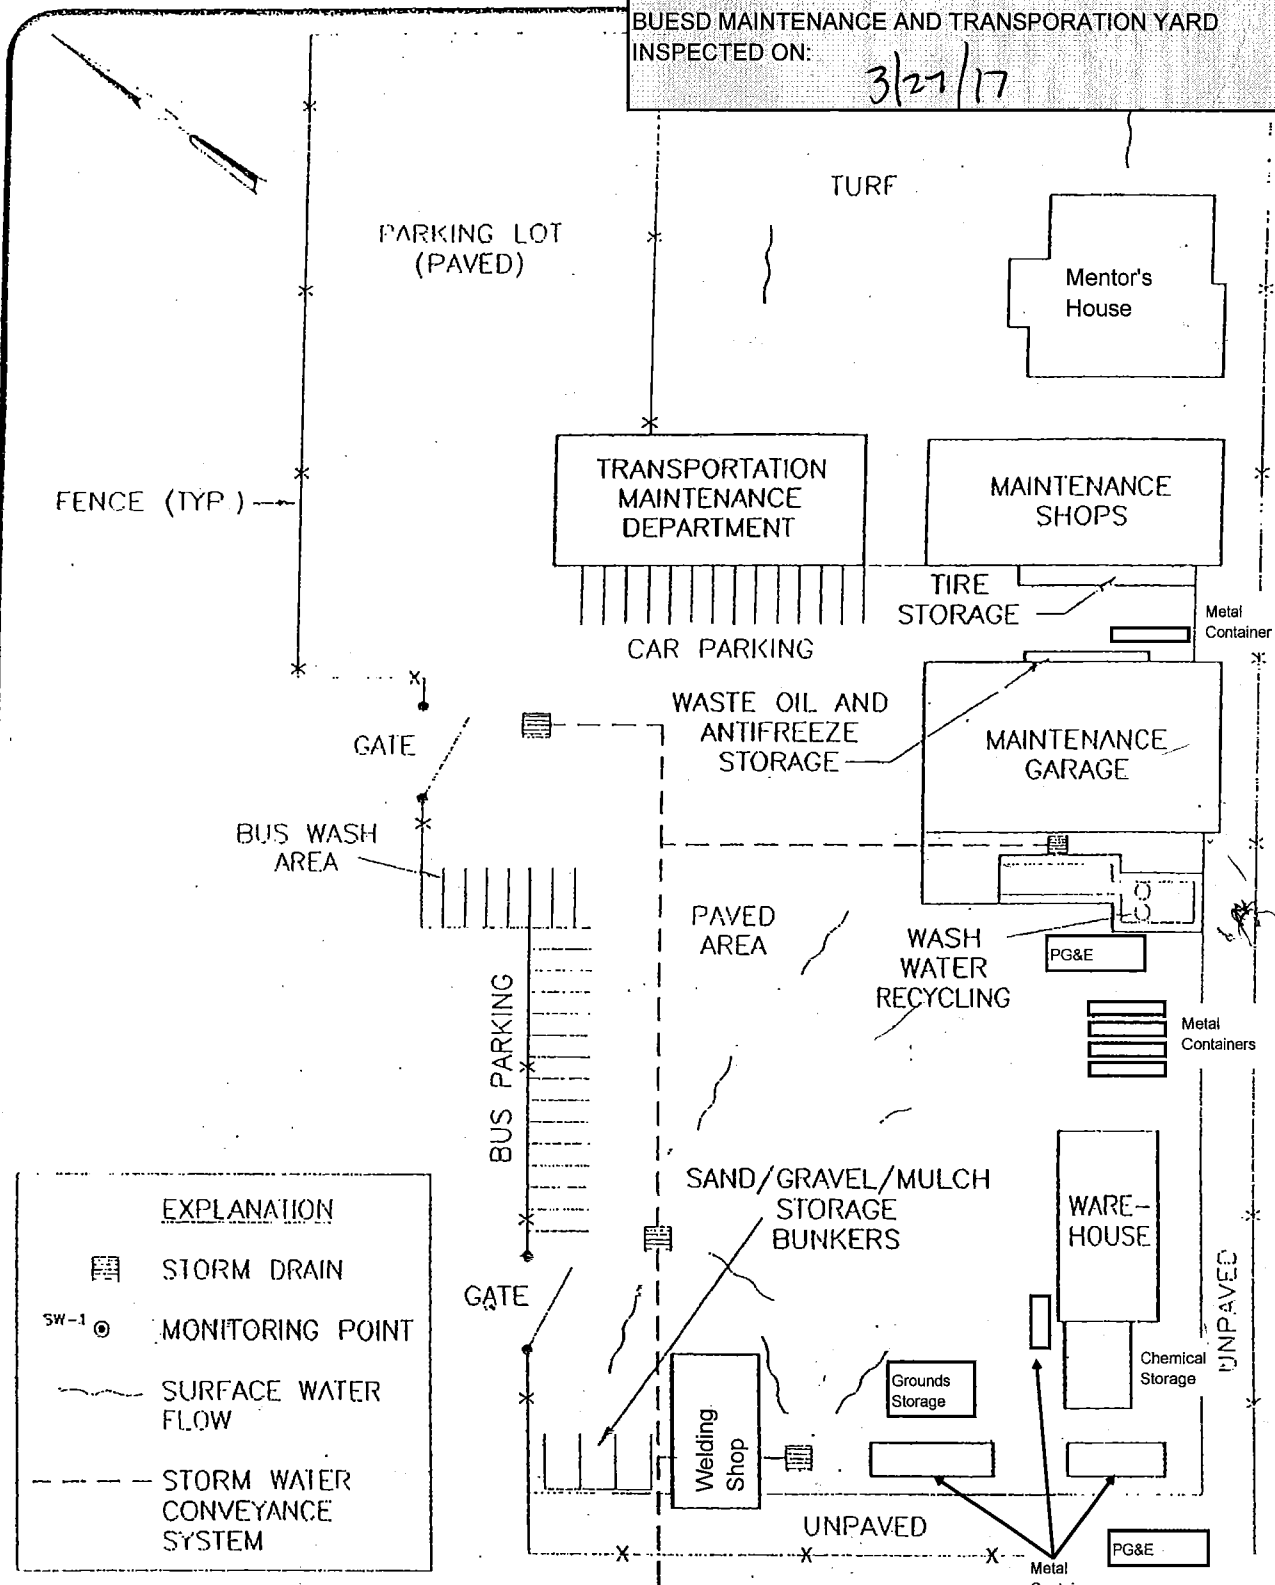 BUESD MAINTENANCE AND TRANSPORATION YARD
INSPECTED ON:
3/27/17
TURF
PARKING LOT
(PAVED)
Mentor's
House
TRANSPORTATION
MAINTENANCE
DEPARTMENT
MAINTENANCE
SHOPS
FENCE (TYP.)
TIRE
STORAGE
Metal
Container
CAR PARKING
WASTE OIL AND
ANTIFREEZE
STORAGE
GATE
MAINTENANCE
GARAGE
BUS WASH
AREA
PAVED
AREA
WASH
WATER
RECYCLING
PG&E
BUS PARKING
Metal
Containers
SAND/GRAVEL/MULCH
STORAGE
BUNKERS
WARE-
HOUSE
UNPAVED
EXPLANATION
STORM DRAIN
SW-1
MONITORING POINT
SURFACE WATER
FLOW
STORM WATER
CONVEYANCE
SYSTEM
GATE
Chemical
Storage
Grounds
Storage
Welding
Shop
UNPAVED
PG&E
Metal